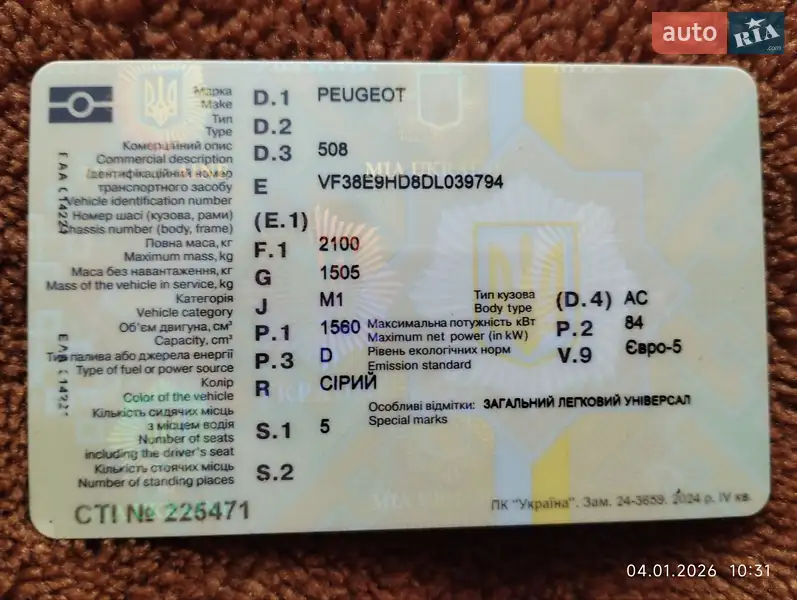 auto RIA .com
Марка D.1 PEUGEOT
Make
Тип D.2
Type
Комерційний опис D.3 508
Commercial description
Ідентифікаційний номер
транспортного засобу E VF38E9HD8DL039794
Vehicle identification number
Номер шасі (кузова, рами) (E.1)
Chassis number (body, frame)
Повна маса, кг F.1 2100
Maximum mass, kg
Маса без навантаження, кг G 1505
Mass of the vehicle in service, kg
Категорія J M1 Тип кузова (D.4) AC
Vehicle category Body type
Об'єм двигуна, см³ P.1 1560 Максимальна потужність кВт P.2 84
Capacity, cm³ Maximum net power (in kW)
Тип палива або джерела енергії P.3 D Рівень екологічних норм V.9 Євро-5
Type of fuel or power source Emission standard
Колір R СІРИЙ
Color of the vehicle
Особливі відмітки: ЗАГАЛЬНИЙ ЛЕГКОВИЙ УНІВЕРСАЛ
Special marks
Кількість сидячих місць
з місцем водія S.1 5
Number of seats
including the driver's seat
Кількість стоячих місць S.2
Number of standing places
СТІ № 225471
ПК "Україна". Зам. 24-3659. 2024 р. IV кв.
04.01.2026 10:31